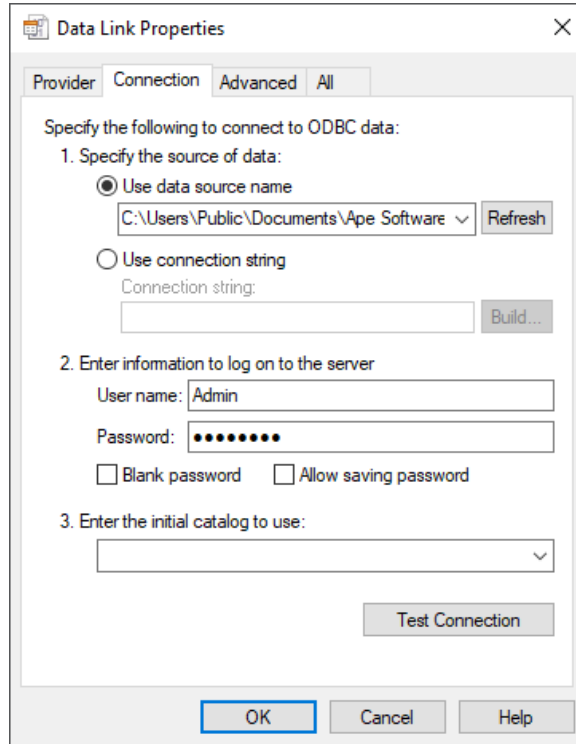 Data Link Properties
Provider Connection Advanced All
Specify the following to connect to ODBC data:
1. Specify the source of data:
Use data source name
C:\Users\Public\Documents\Ape Software Refresh
Use connection string
Connection string:
Build...
2. Enter information to log on to the server
User name: Admin
Password: ●●●●●●●●
Blank password Allow saving password
3. Enter the initial catalog to use:
Test Connection
OK Cancel Help